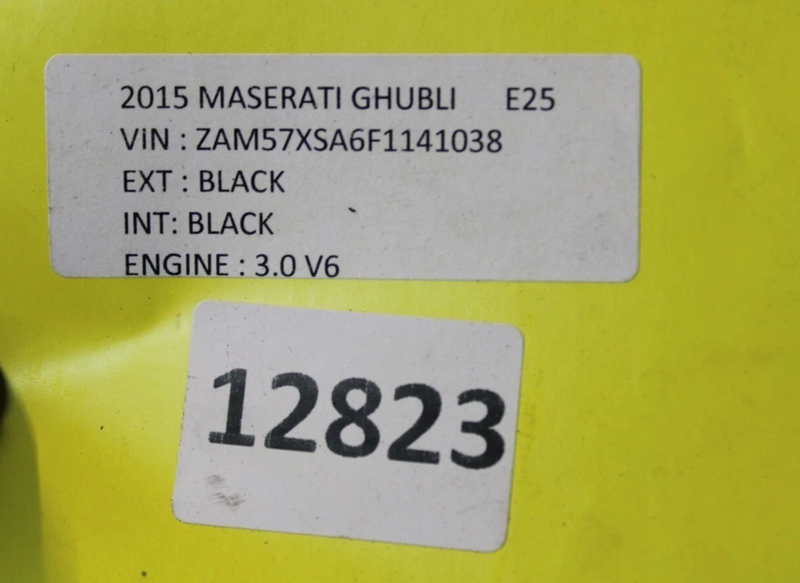 2015 MASERATI GHUBLI E25
ViN : ZAM57XSA6F1141038
EXT : BLACK
INT: BLACK
ENGINE : 3.0 V6
12823